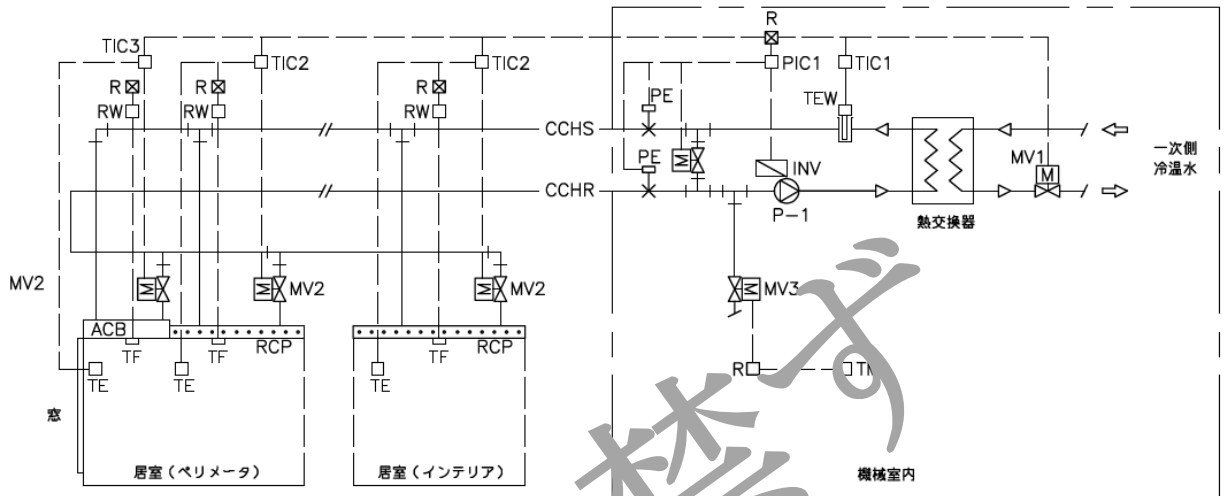 R
TIC3
TIC2
TIC2
PIC1
TIC1
R
R
RW
RW
R
RW
PE
TEW
CCHS
PE
INV
MV1
M
一次側
冷温水
CCHR
P-1
熱交換器
M
MV2
M
M
MV2
M
MV2
MV3
M
ACB
RCP
RCP
TF
TF
TF
TE
TE
TE
R
窓
居室(ペリメータ)
居室(インテリア)
機械室内
禁ず